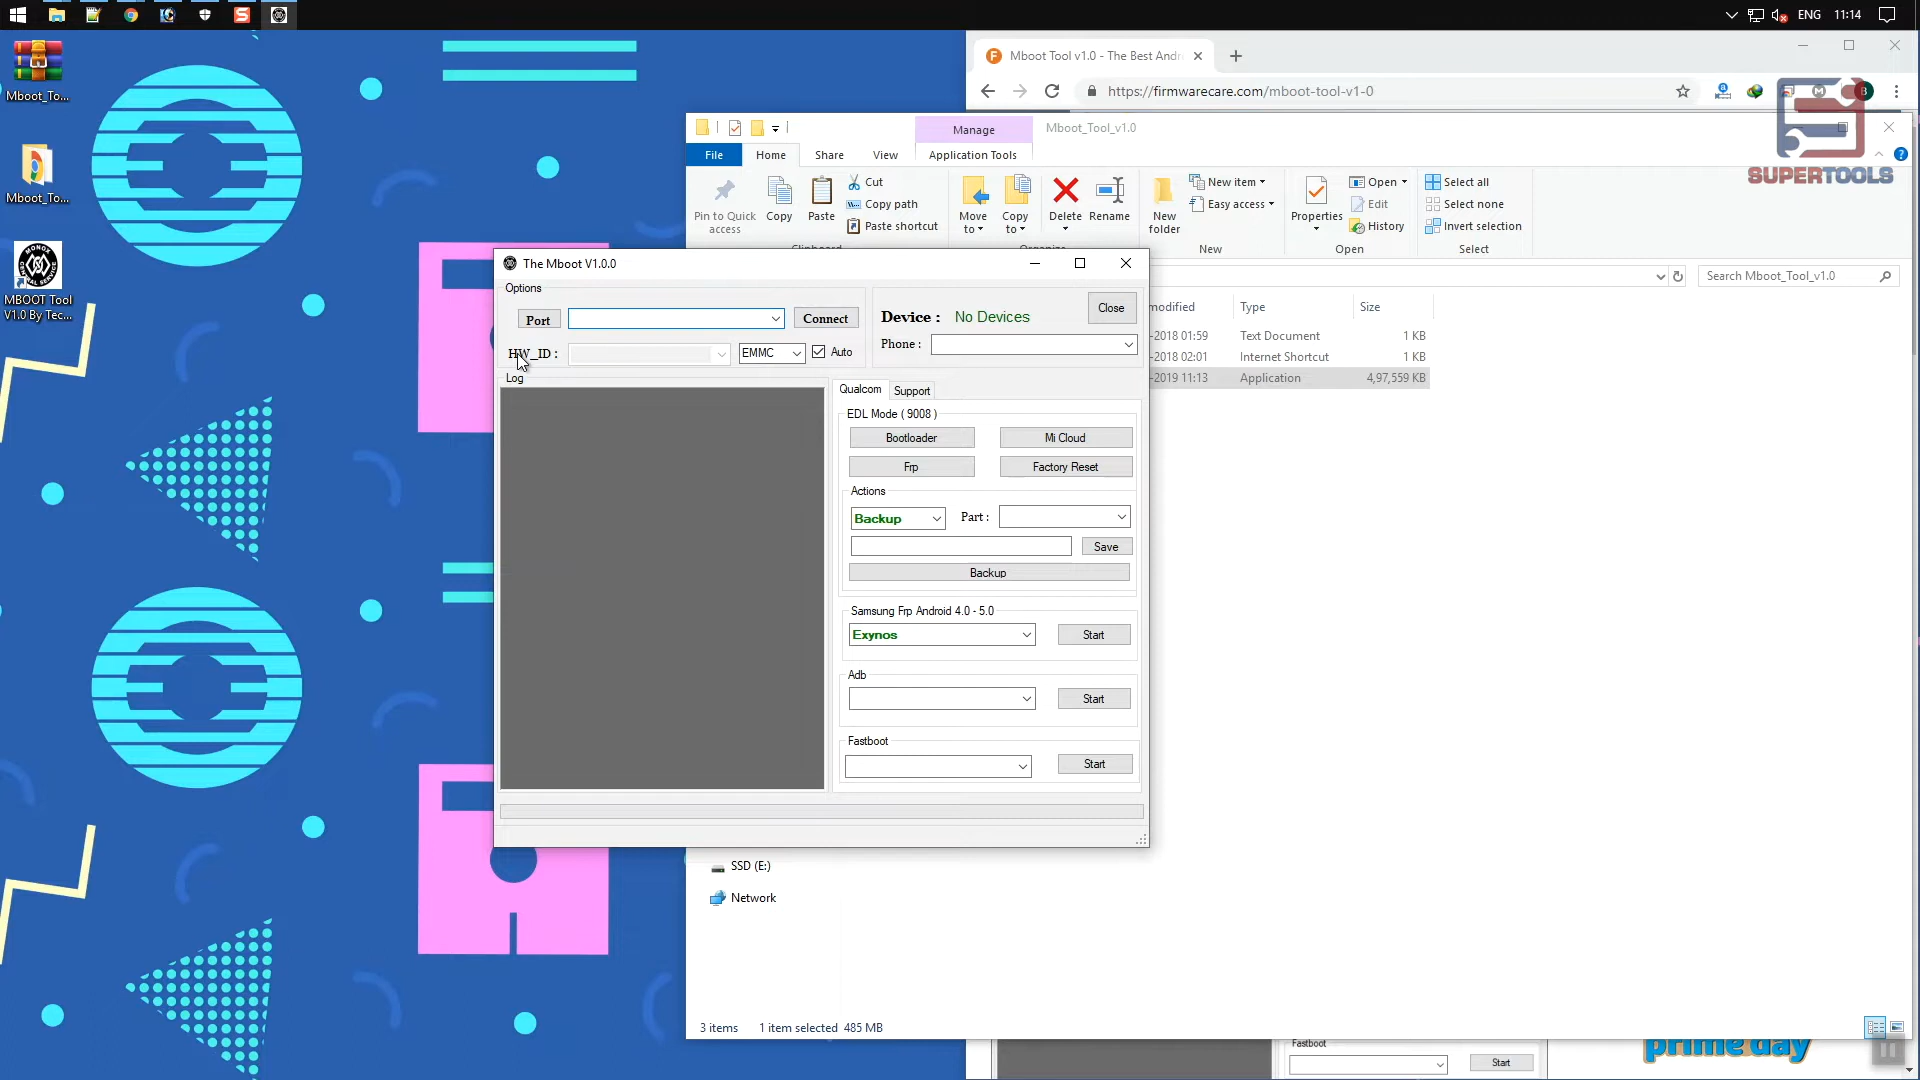 ENG
11:14
Mboot_To...
Mboot_To...
MONOX
MBOOT Tool
V1.0 By Tec...
Mboot Tool v1.0 - The Best Andr
https://firmwarecare.com/mboot-tool-v1-0
B
SUPERTOOLS
Manage
Mboot_Tool_v1.0
File
Home
Share
View
Application Tools
Pin to Quick
access
Copy
Paste
Cut
Copy path
Paste shortcut
Move
to
Copy
to
Delete
Rename
New
folder
New item
Easy access
Properties
Open
Edit
History
Select all
Select none
Invert selection
New
Open
Select
Search Mboot_Tool_v1.0
modified
Type
Size
-2018 01:59
Text Document
1 KB
-2018 02:01
Internet Shortcut
1 KB
-2019 11:13
Application
4,97,559 KB
The Mboot V1.0.0
Options
Port
Connect
HW_ID :
EMMC
Auto
Device :
No Devices
Close
Phone :
Log
Qualcom
Support
EDL Mode ( 9008 )
Bootloader
Mi Cloud
Frp
Factory Reset
Actions
Backup
Part :
Save
Backup
Samsung Frp Android 4.0 - 5.0
Exynos
Start
Adb
Start
Fastboot
Start
SSD (E:)
Network
3 items
1 item selected 485 MB
Fastboot
Start
prime day